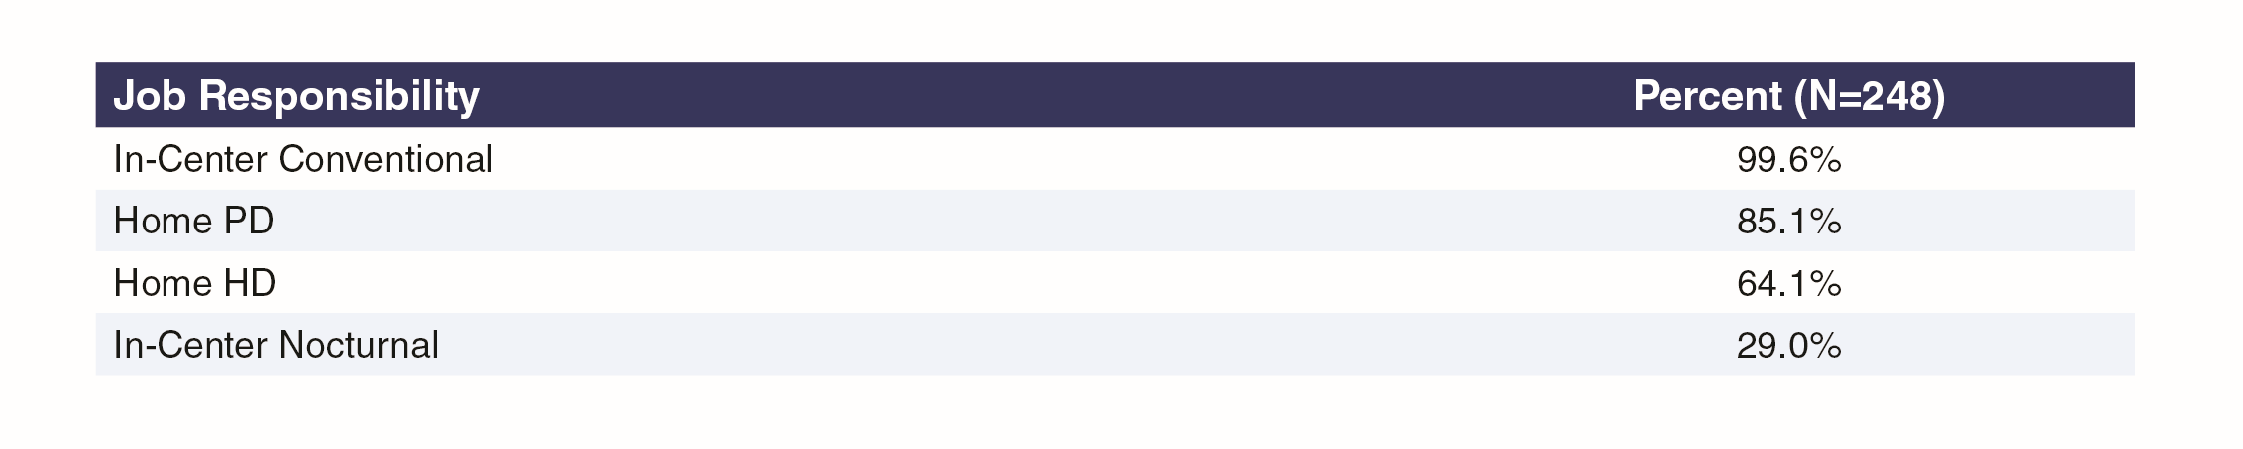 Job Responsibility Percent (N=248)
In-Center Conventional 99.6%
Home PD 85.1%
Home HD 64.1%
In-Center Nocturnal 29.0%